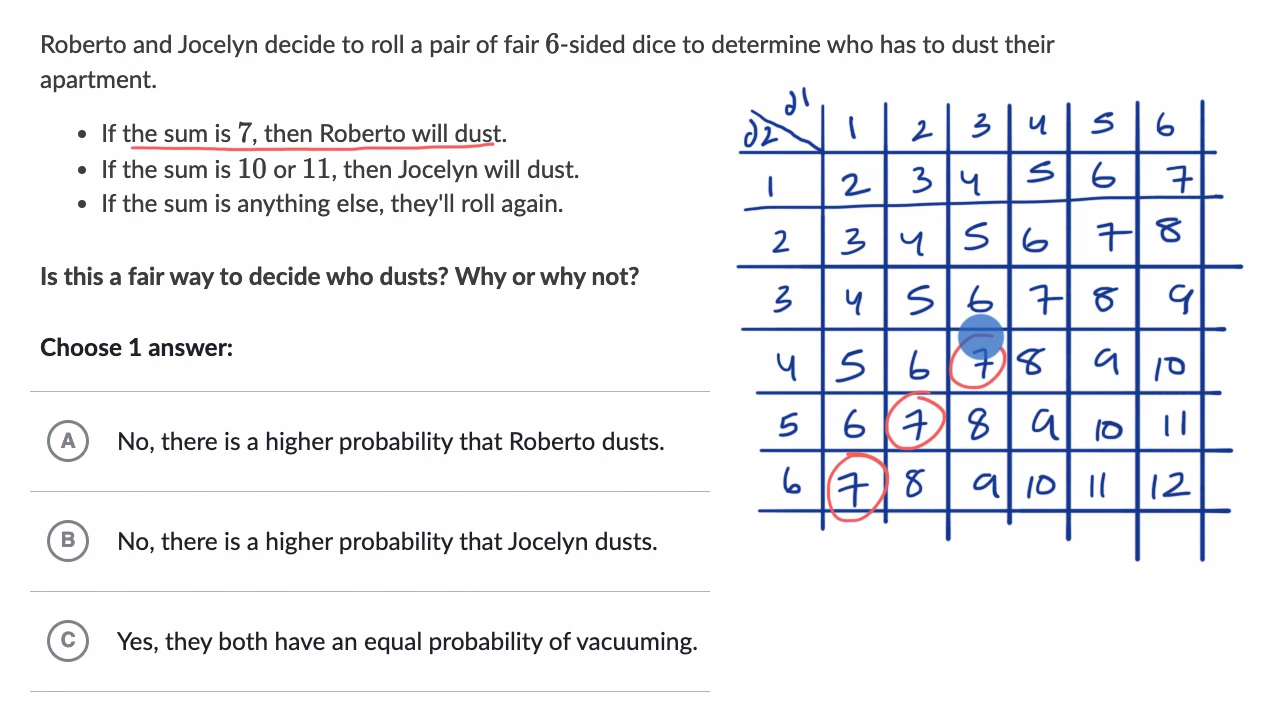 Roberto and Jocelyn decide to roll a pair of fair 6-sided dice to determine who has to dust their
apartment.
• If the sum is 7, then Roberto will dust.
• If the sum is 10 or 11, then Jocelyn will dust.
• If the sum is anything else, they'll roll again.
Is this a fair way to decide who dusts? Why or why not?
Choose 1 answer:
A No, there is a higher probability that Roberto dusts.
B No, there is a higher probability that Jocelyn dusts.
C Yes, they both have an equal probability of vacuuming.
d1
d2 1 2 3 4 5 6
1 2 3 4 5 6 7
2 3 4 5 6 7 8
3 4 5 6 7 8 9
4 5 6 7 8 9 10
5 6 7 8 9 10 11
6 7 8 9 10 11 12